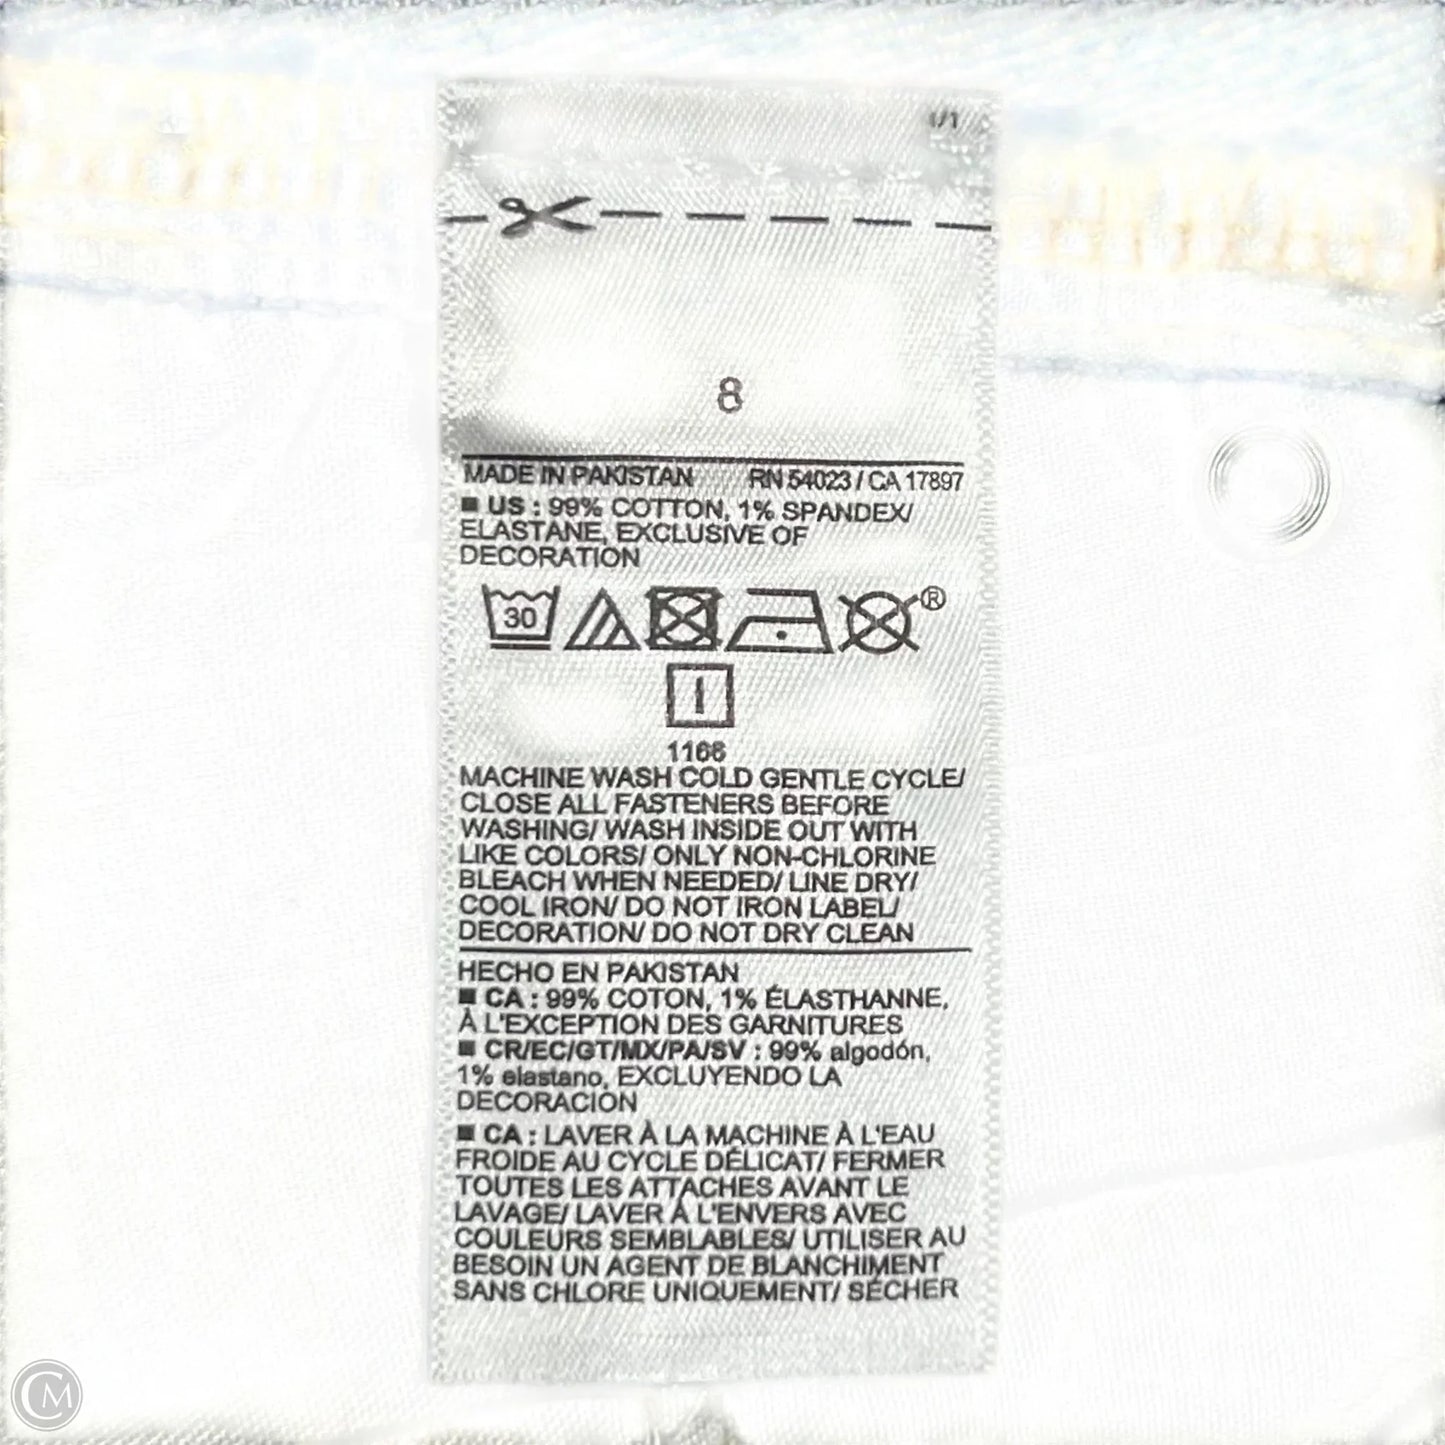 1/1
8
MADE IN PAKISTAN RN 54023 / CA 17897
■ US : 99% COTTON, 1% SPANDEX/
ELASTANE, EXCLUSIVE OF
DECORATION
30
®
I
1166
MACHINE WASH COLD GENTLE CYCLE/
CLOSE ALL FASTENERS BEFORE
WASHING/ WASH INSIDE OUT WITH
LIKE COLORS/ ONLY NON-CHLORINE
BLEACH WHEN NEEDED/ LINE DRY/
COOL IRON/ DO NOT IRON LABEL/
DECORATION/ DO NOT DRY CLEAN
HECHO EN PAKISTAN
■ CA : 99% COTON, 1% ÉLASTHANNE,
À L'EXCEPTION DES GARNITURES
■ CR/EC/GT/MX/PA/SV : 99% algodón,
1% elastano, EXCLUYENDO LA
DECORACIÓN
■ CA : LAVER À LA MACHINE À L'EAU
FROIDE AU CYCLE DÉLICAT/ FERMER
TOUTES LES ATTACHES AVANT LE
LAVAGE/ LAVER À L'ENVERS AVEC
COULEURS SEMBLABLES/ UTILISER AU
BESOIN UN AGENT DE BLANCHIMENT
SANS CHLORE UNIQUEMENT/ SÉCHER
CM